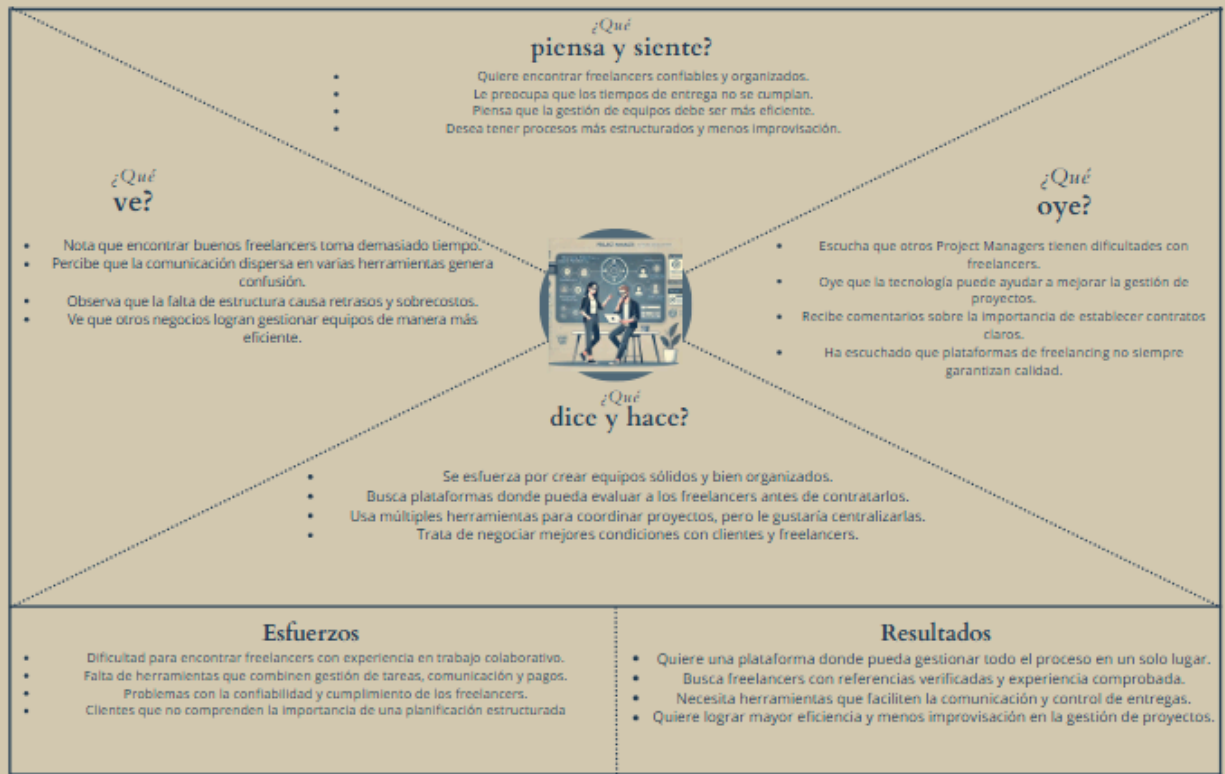 ¿Qué
piensa y siente?
• Quiere encontrar freelancers confiables y organizados.
• Le preocupa que los tiempos de entrega no se cumplan.
• Piensa que la gestión de equipos debe ser más eficiente.
• Desea tener procesos más estructurados y menos improvisación.
¿Qué
ve?
• Nota que encontrar buenos freelancers toma demasiado tiempo.
• Percibe que la comunicación dispersa en varias herramientas genera
confusión.
• Observa que la falta de estructura causa retrasos y sobrecostos.
• Ve que otros negocios logran gestionar equipos de manera más
eficiente.
¿Qué
oye?
• Escucha que otros Project Managers tienen dificultades con
freelancers.
• Oye que la tecnología puede ayudar a mejorar la gestión de
proyectos.
• Recibe comentarios sobre la importancia de establecer contratos
claros.
• Ha escuchado que plataformas de freelancing no siempre
garantizan calidad.
¿Qué
dice y hace?
• Se esfuerza por crear equipos sólidos y bien organizados.
• Busca plataformas donde pueda evaluar a los freelancers antes de contratarlos.
• Usa múltiples herramientas para coordinar proyectos, pero le gustaría centralizarlas.
• Trata de negociar mejores condiciones con clientes y freelancers.
Esfuerzos
• Dificultad para encontrar freelancers con experiencia en trabajo colaborativo.
• Falta de herramientas que combinen gestión de tareas, comunicación y pagos.
• Problemas con la confiabilidad y cumplimiento de los freelancers.
• Clientes que no comprenden la importancia de una planificación estructurada
Resultados
• Quiere una plataforma donde pueda gestionar todo el proceso en un solo lugar.
• Busca freelancers con referencias verificadas y experiencia comprobada.
• Necesita herramientas que faciliten la comunicación y control de entregas.
• Quiere lograr mayor eficiencia y menos improvisación en la gestión de proyectos.